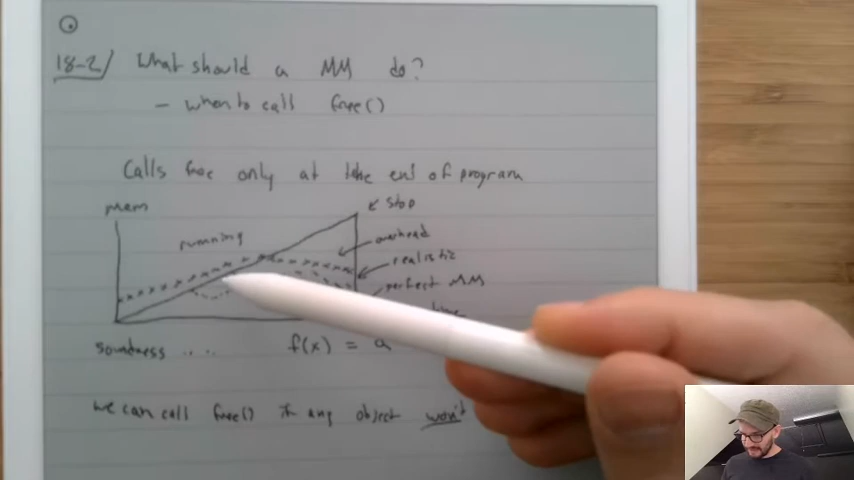 18-2/ What should a MM do?
- when to call free()
Calls free only at the end of program
mem
stop
running
overhead
realistic
perfect MM
time
soundness ....
f(x) = a
we can call free() if any object won't